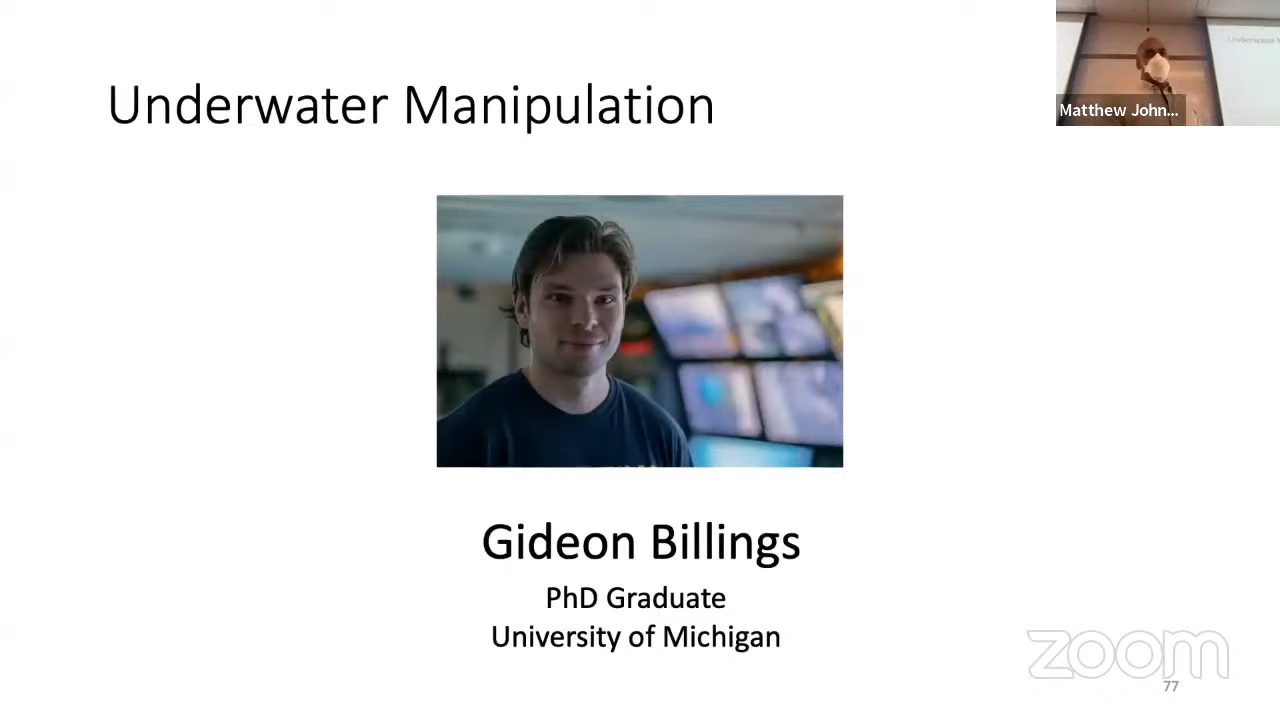 Underwater Manipulation
Matthew John...
Gideon Billings
PhD Graduate
University of Michigan
zoom
77